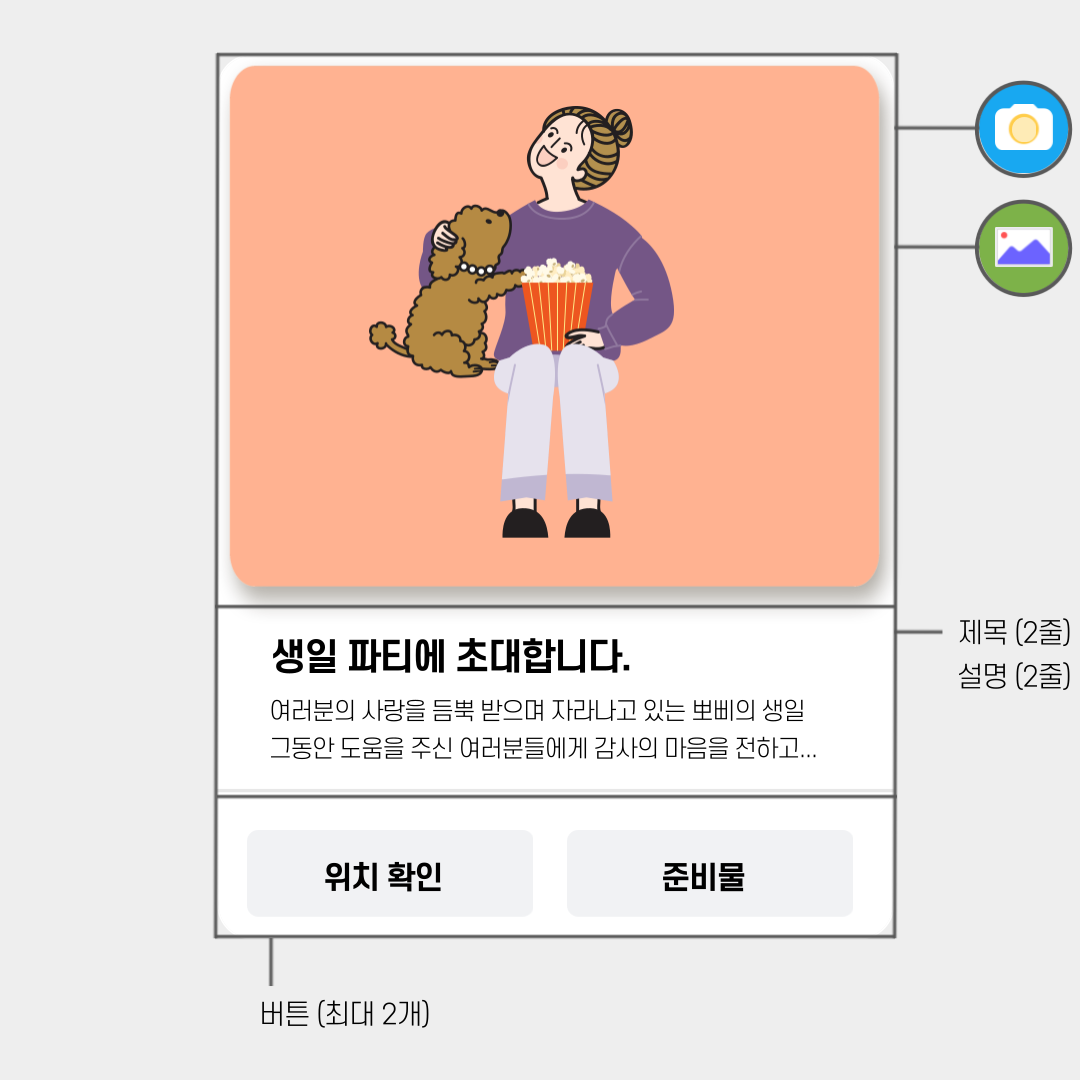 제목 (2줄)
설명 (2줄)
생일 파티에 초대합니다.
여러분의 사랑을 듬뿍 받으며 자라나고 있는 뽀삐의 생일
그동안 도움을 주신 여러분들에게 감사의 마음을 전하고...
위치 확인
준비물
버튼 (최대 2개)